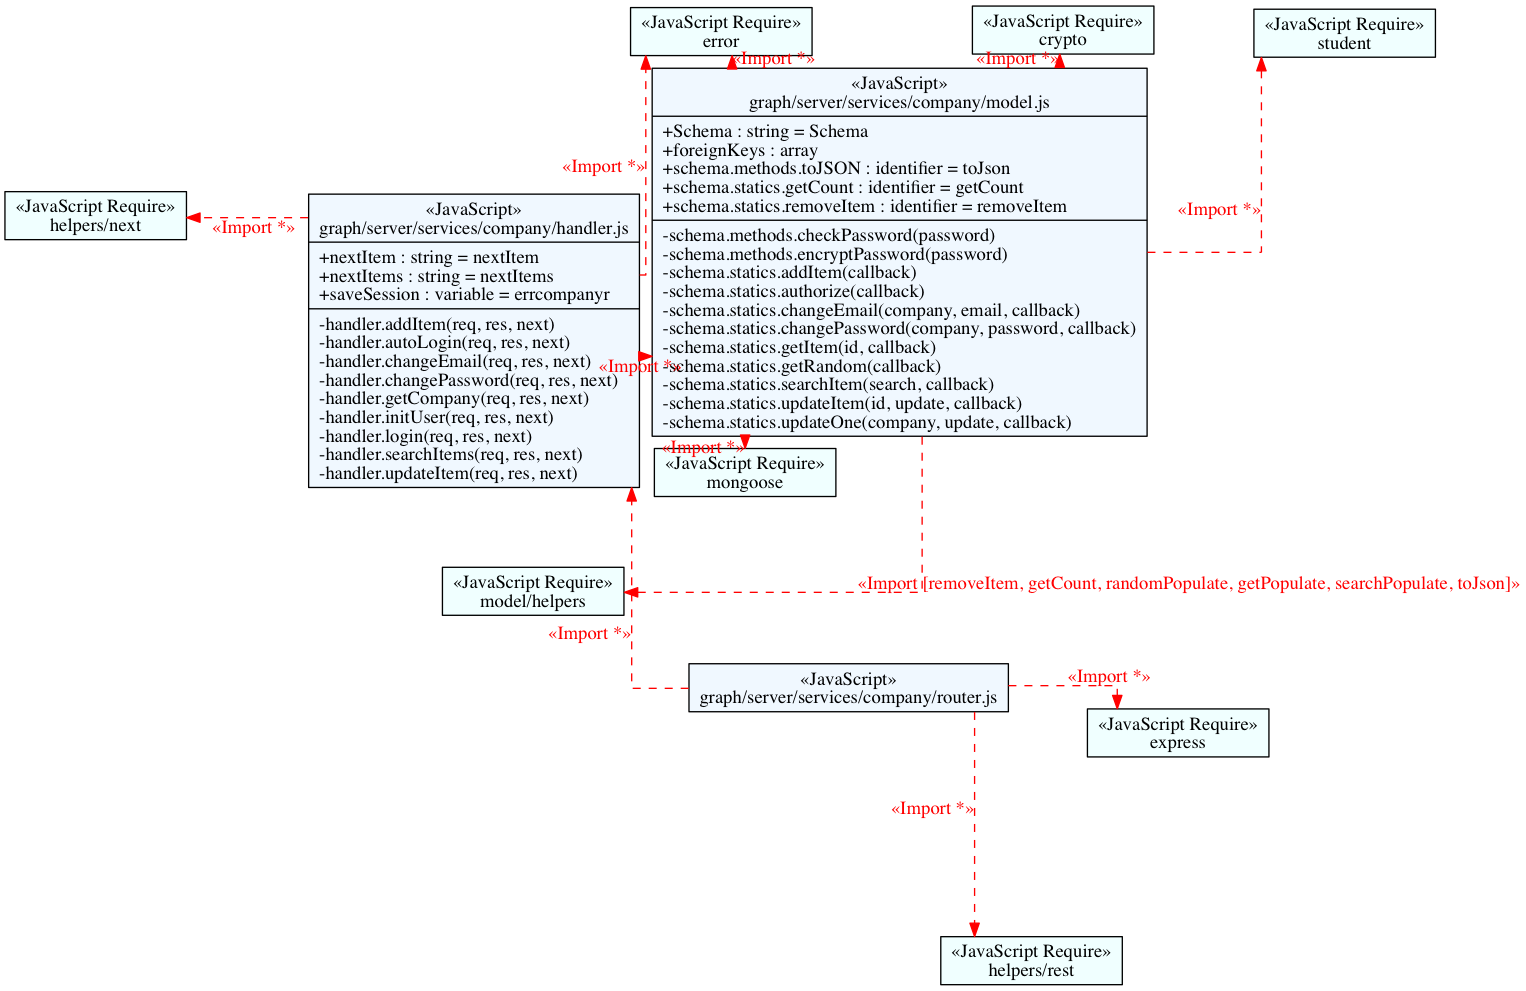 «JavaScript Require»
error
«JavaScript Require»
crypto
«JavaScript Require»
student
«Import *»
«Import *»
«JavaScript»
graph/server/services/company/model.js
+Schema : string = Schema
+foreignKeys : array
+schema.methods.toJSON : identifier = toJson
+schema.statics.getCount : identifier = getCount
+schema.statics.removeItem : identifier = removeItem
-schema.methods.checkPassword(password)
-schema.methods.encryptPassword(password)
-schema.statics.addItem(callback)
-schema.statics.authorize(callback)
-schema.statics.changeEmail(company, email, callback)
-schema.statics.changePassword(company, password, callback)
-schema.statics.getItem(id, callback)
-schema.statics.getRandom(callback)
-schema.statics.searchItem(search, callback)
-schema.statics.updateItem(id, update, callback)
-schema.statics.updateOne(company, update, callback)
«Import *»
«Import *»
«JavaScript Require»
helpers/next
«Import *»
«JavaScript»
graph/server/services/company/handler.js
+nextItem : string = nextItem
+nextItems : string = nextItems
+saveSession : variable = errcompanyr
-handler.addItem(req, res, next)
-handler.autoLogin(req, res, next)
-handler.changeEmail(req, res, next)
-handler.changePassword(req, res, next)
-handler.getCompany(req, res, next)
-handler.initUser(req, res, next)
-handler.login(req, res, next)
-handler.searchItems(req, res, next)
-handler.updateItem(req, res, next)
«Import *»
«Import *»
«JavaScript Require»
mongoose
«JavaScript Require»
model/helpers
«Import [removeItem, getCount, randomPopulate, getPopulate, searchPopulate, toJson]»
«Import *»
«JavaScript»
graph/server/services/company/router.js
«Import *»
«JavaScript Require»
express
«Import *»
«JavaScript Require»
helpers/rest